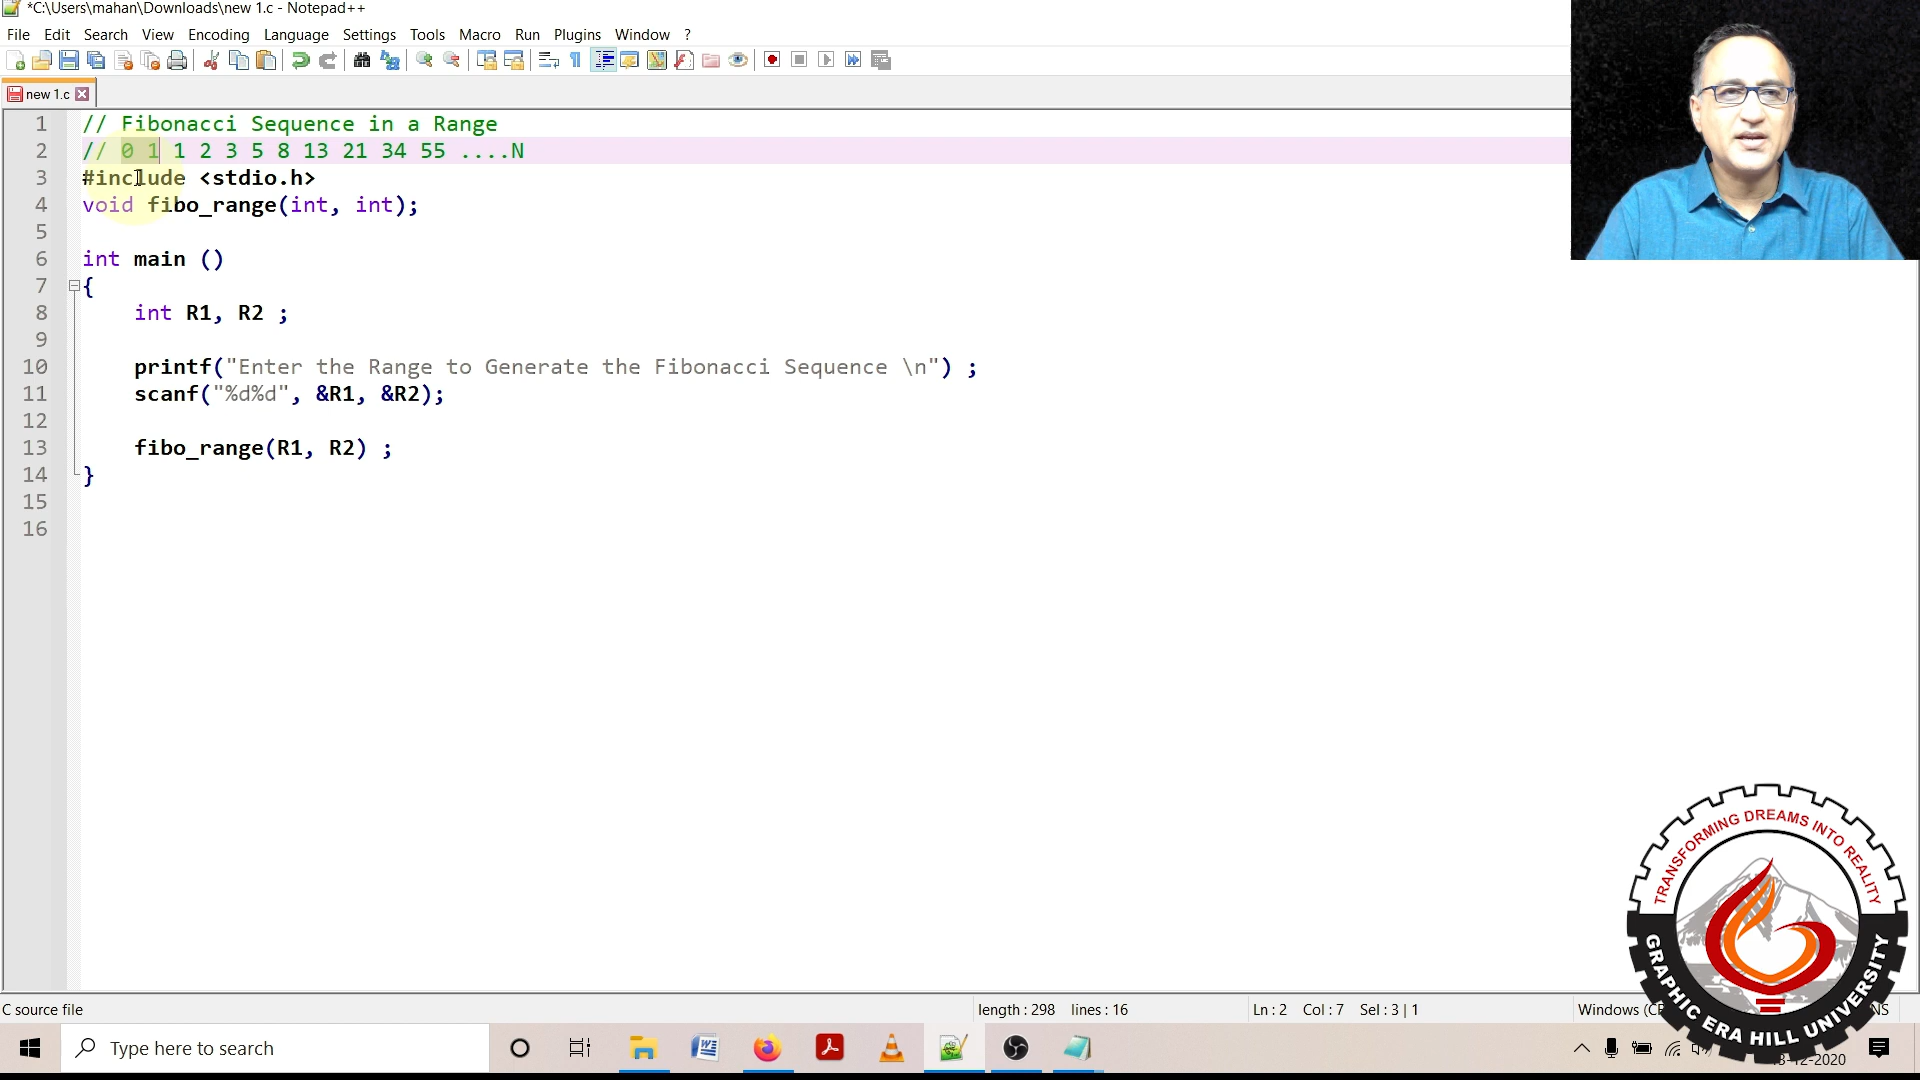 *C:\Users\mahan\Downloads\new 1.c - Notepad++
File Edit Search View Encoding Language Settings Tools Macro Run Plugins Window ?
new 1.c
1 // Fibonacci Sequence in a Range
2 // 0 1 1 2 3 5 8 13 21 34 55 ....N
3 #include <stdio.h>
4 void fibo_range(int, int);
5
6 int main ()
7 {
8 int R1, R2 ;
9
10 printf("Enter the Range to Generate the Fibonacci Sequence \n") ;
11 scanf("%d%d", &R1, &R2);
12
13 fibo_range(R1, R2) ;
14 }
15
16
TRANSFORMING DREAMS INTO REALITY
GRAPHIC ERA HILL UNIVERSITY
C source file length : 298 lines : 16 Ln : 2 Col : 7 Sel : 3 | 1 Windows (C NS
Type here to search
12-2020